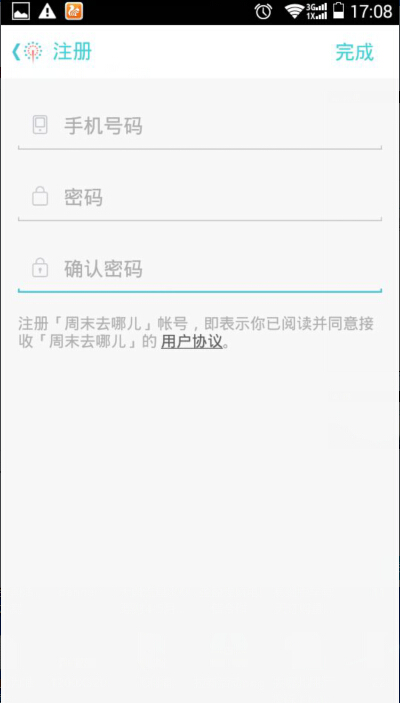 3G 1X 17:08
注册 完成
手机号码
密码
确认密码
注册「周末去哪儿」帐号，即表示你已阅读并同意接
收「周末去哪儿」的 用户协议。